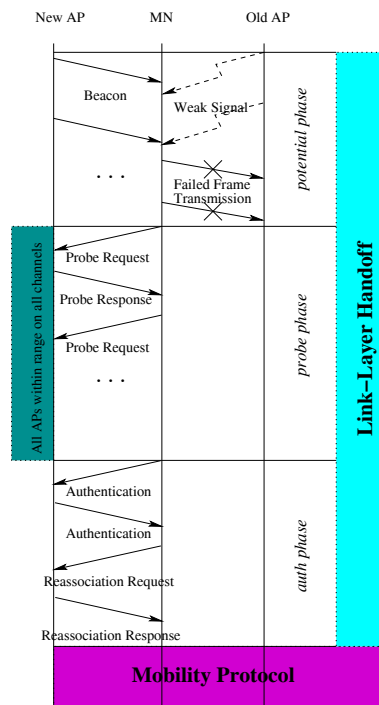 New AP
MN
Old AP
Beacon
Weak Signal
. . .
Failed Frame
Transmission
potential phase
Probe Request
Probe Response
Probe Request
. . .
All APs within range on all channels
probe phase
Link-Layer Handoff
Authentication
Authentication
Reassociation Request
Reassociation Response
auth phase
Mobility Protocol